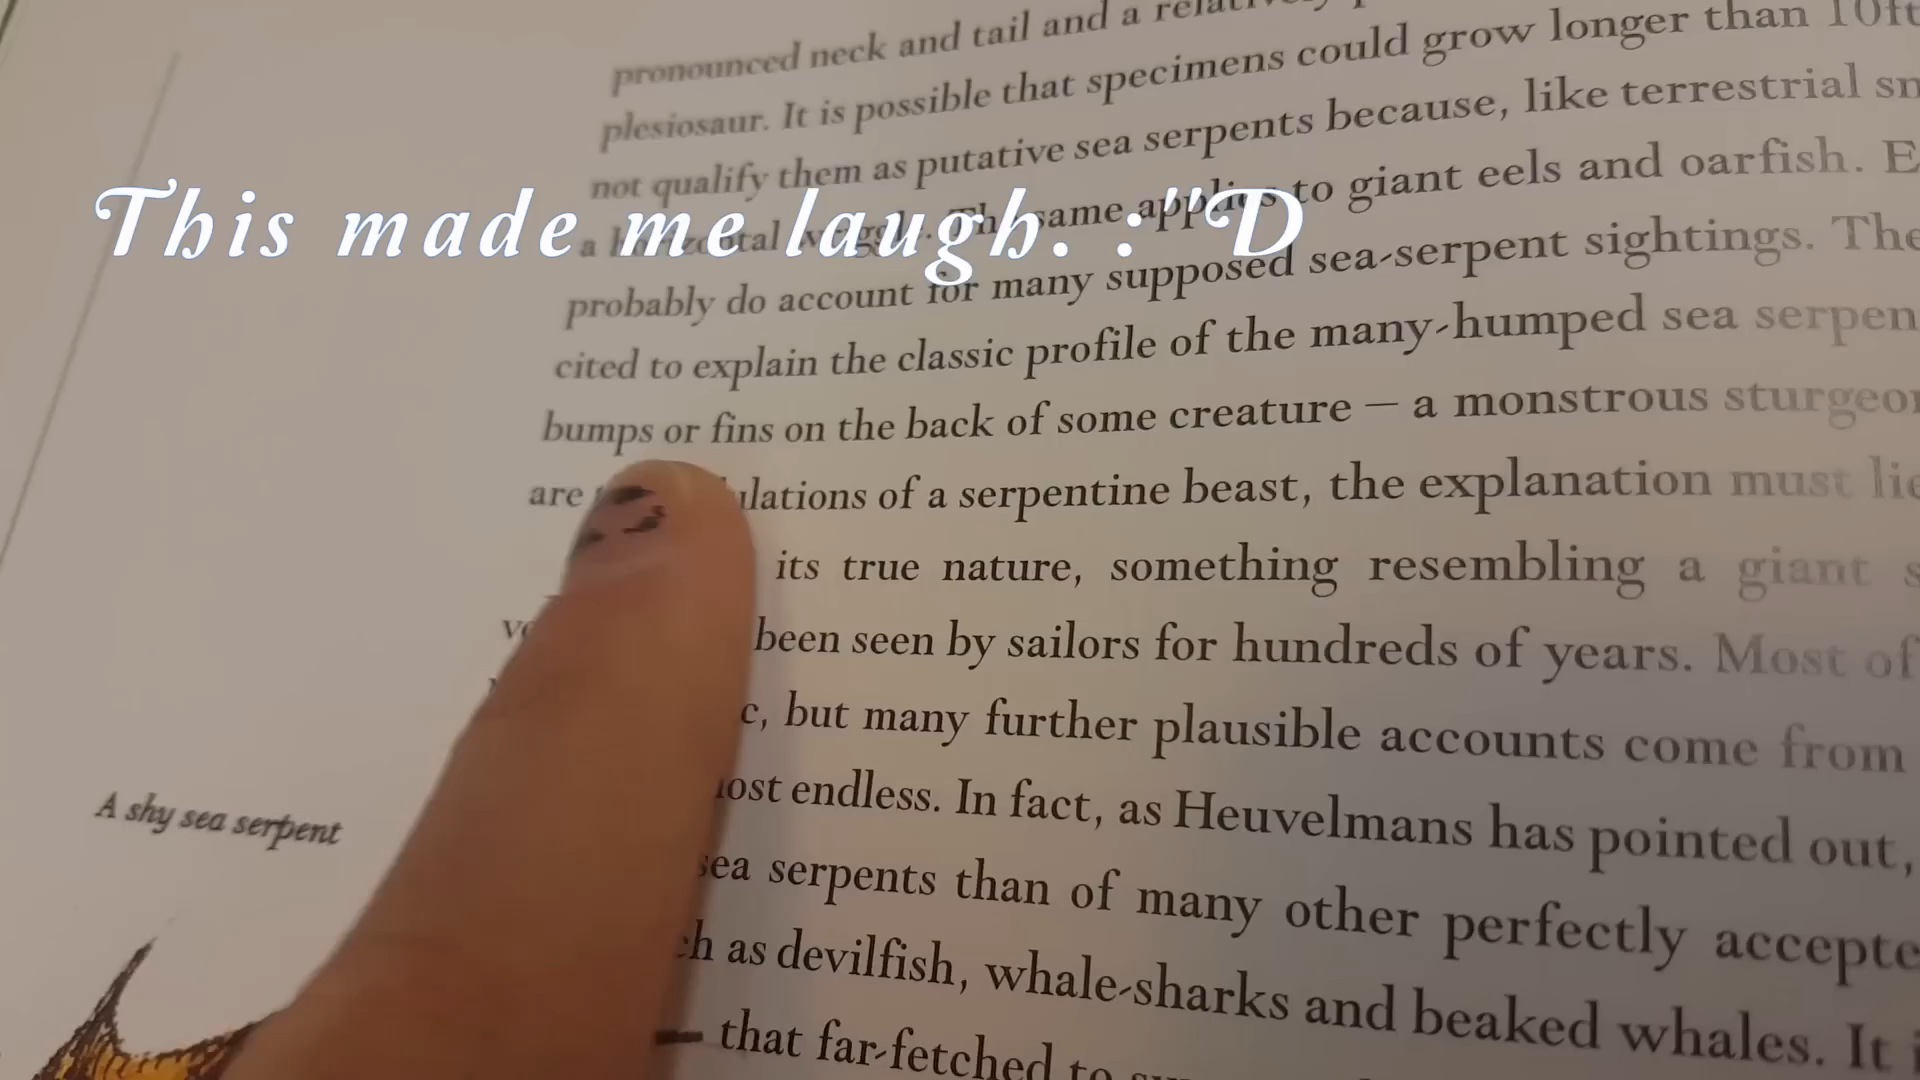 pronounced neck and tail and a
plesiosaur. It is possible that specimens could grow longer than 10ft
not qualify them as putative sea serpents because, like terrestrial
This made me laugh. :"D
a horizontal same applies to giant eels and oarfish.
probably do account for many supposed sea-serpent sightings. The
cited to explain the classic profile of the many-humped sea serpen
bumps or fins on the back of some creature — a monstrous sturgeon
are of a serpentine beast, the explanation must lie
its true nature, something resembling a giant
been seen by sailors for hundreds of years. Most of
but many further plausible accounts come from
endless. In fact, as Heuvelmans has pointed out,
A shy sea serpent
sea serpents than of many other perfectly accepte
as devilfish, whale-sharks and beaked whales. It
— that far-fetched to